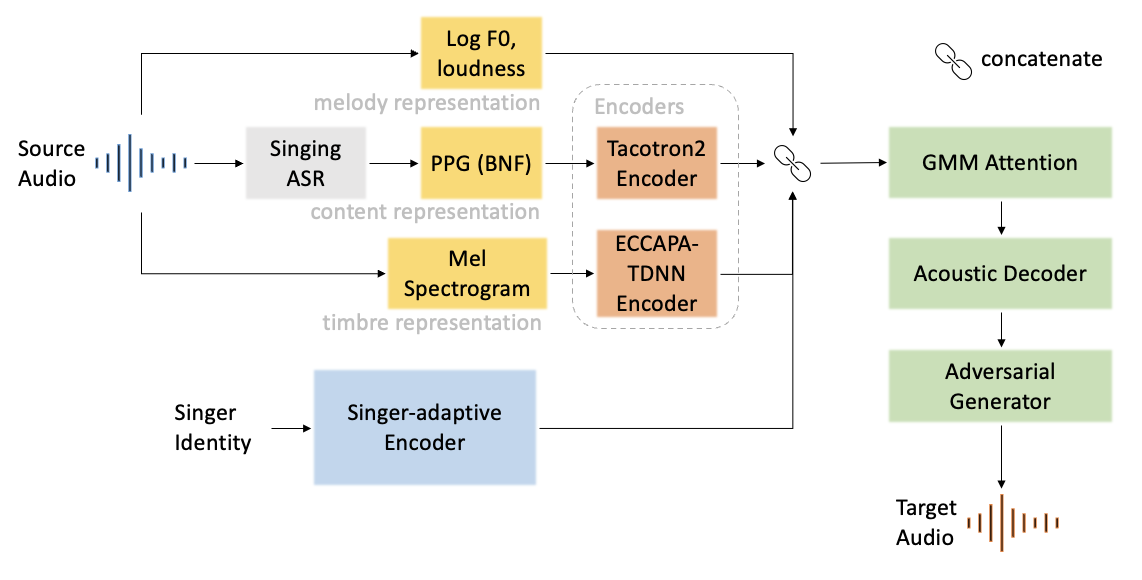 Log F0,
loudness
concatenate
melody representation
Encoders
Source
Audio
Singing
ASR
PPG (BNF)
Tacotron2
Encoder
GMM Attention
content representation
Mel
Spectrogram
ECCAPA-
TDNN
Encoder
Acoustic Decoder
timbre representation
Singer
Identity
Singer-adaptive
Encoder
Adversarial
Generator
Target
Audio